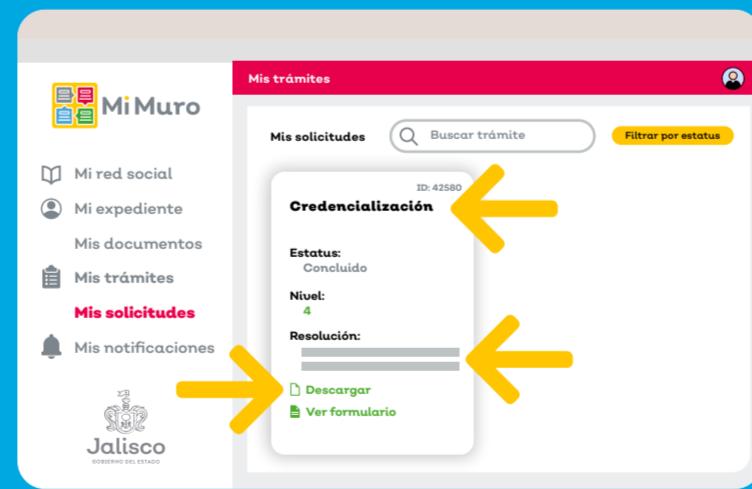 Mi Muro
Mi red social
Mi expediente
Mis documentos
Mis trámites
Mis solicitudes
Mis notificaciones
Jalisco
GOBIERNO DEL ESTADO
Mis trámites
Mis solicitudes
Buscar trámite
Filtrar por estatus
ID: 42580
Credencialización
Estatus:
Concluido
Nivel:
4
Resolución:
Descargar
Ver formulario